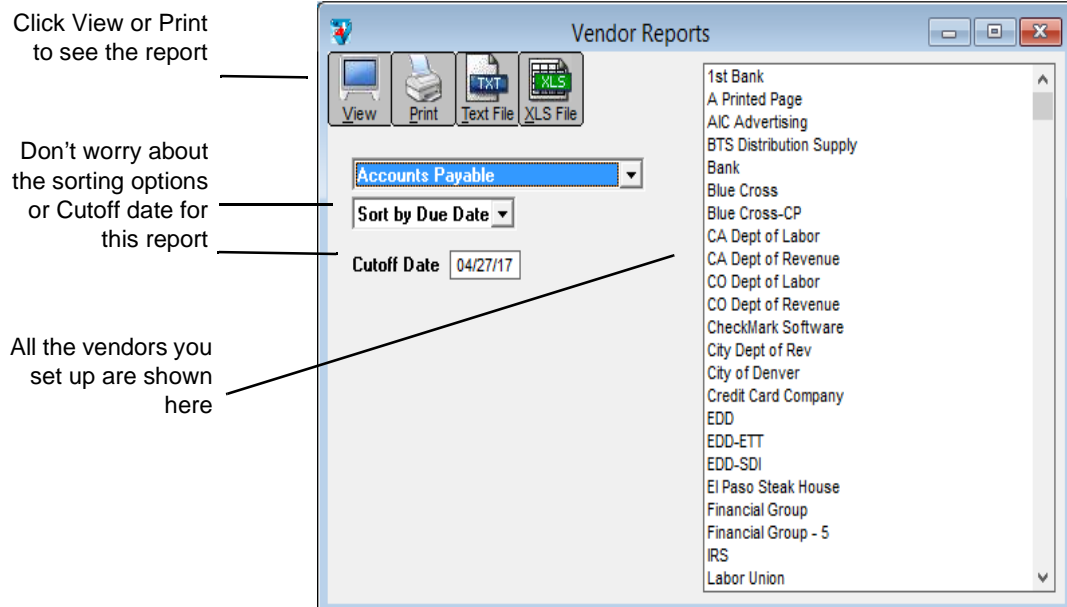 Click View or Print
to see the report
Don't worry about
the sorting options
or Cutoff date for
this report
All the vendors you
set up are shown
here
Vendor Reports
View
Print
TXT
Text File
XLS
XLS File
Accounts Payable
Sort by Due Date
Cutoff Date 04/27/17
1st Bank
A Printed Page
AIC Advertising
BTS Distribution Supply
Bank
Blue Cross
Blue Cross-CP
CA Dept of Labor
CA Dept of Revenue
CO Dept of Labor
CO Dept of Revenue
CheckMark Software
City Dept of Rev
City of Denver
Credit Card Company
EDD
EDD-ETT
EDD-SDI
El Paso Steak House
Financial Group
Financial Group - 5
IRS
Labor Union